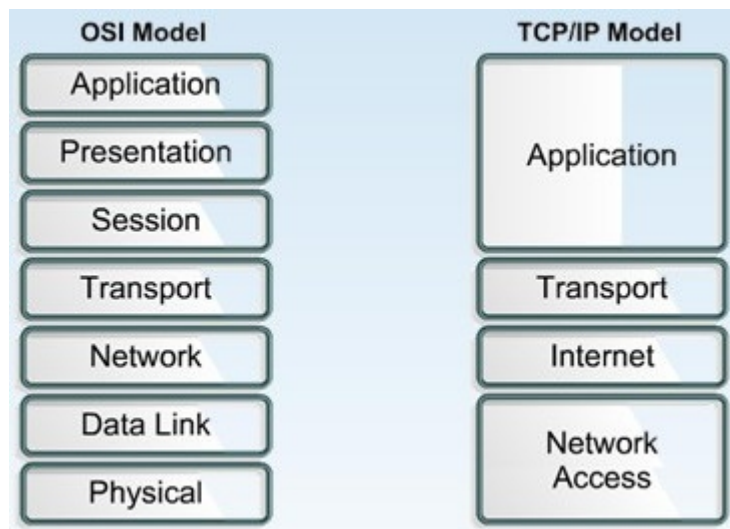 OSI Model
Application
Presentation
Session
Transport
Network
Data Link
Physical
TCP/IP Model
Application
Transport
Internet
Network
Access